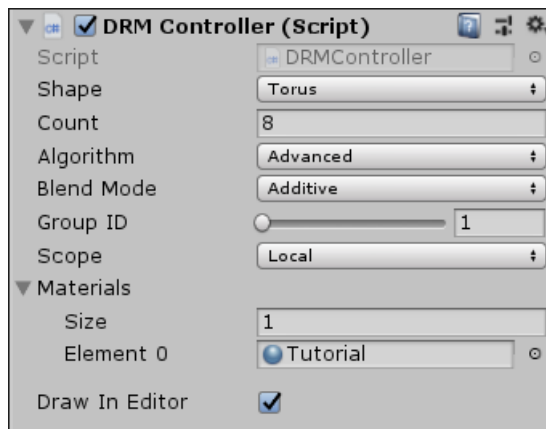 DRM Controller (Script)
Script DRMController
Shape Torus
Count 8
Algorithm Advanced
Blend Mode Additive
Group ID 1
Scope Local
Materials
Size 1
Element 0 Tutorial
Draw In Editor